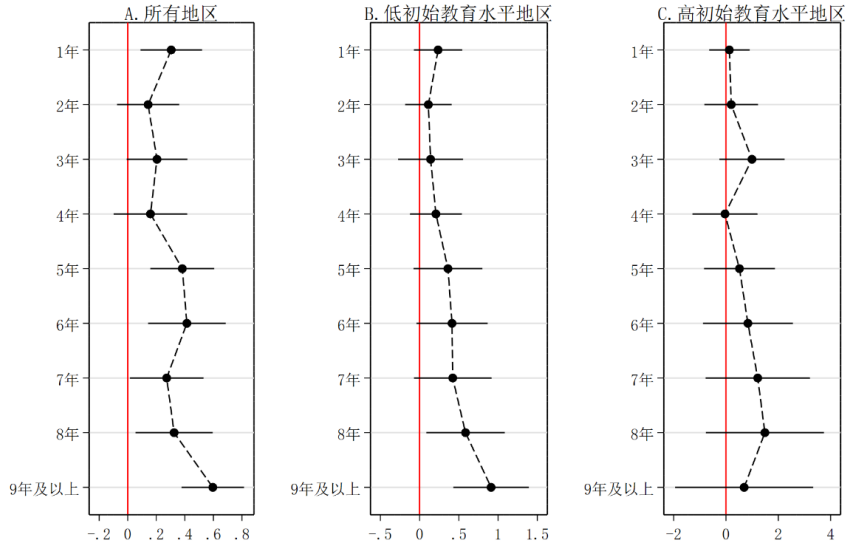 A.所有地区
1年
2年
3年
4年
5年
6年
7年
8年
9年及以上
-.2 0 .2 .4 .6 .8
B.低初始教育水平地区
1年
2年
3年
4年
5年
6年
7年
8年
9年及以上
-.5 0 .5 1 1.5
C.高初始教育水平地区
1年
2年
3年
4年
5年
6年
7年
8年
9年及以上
-2 0 2 4